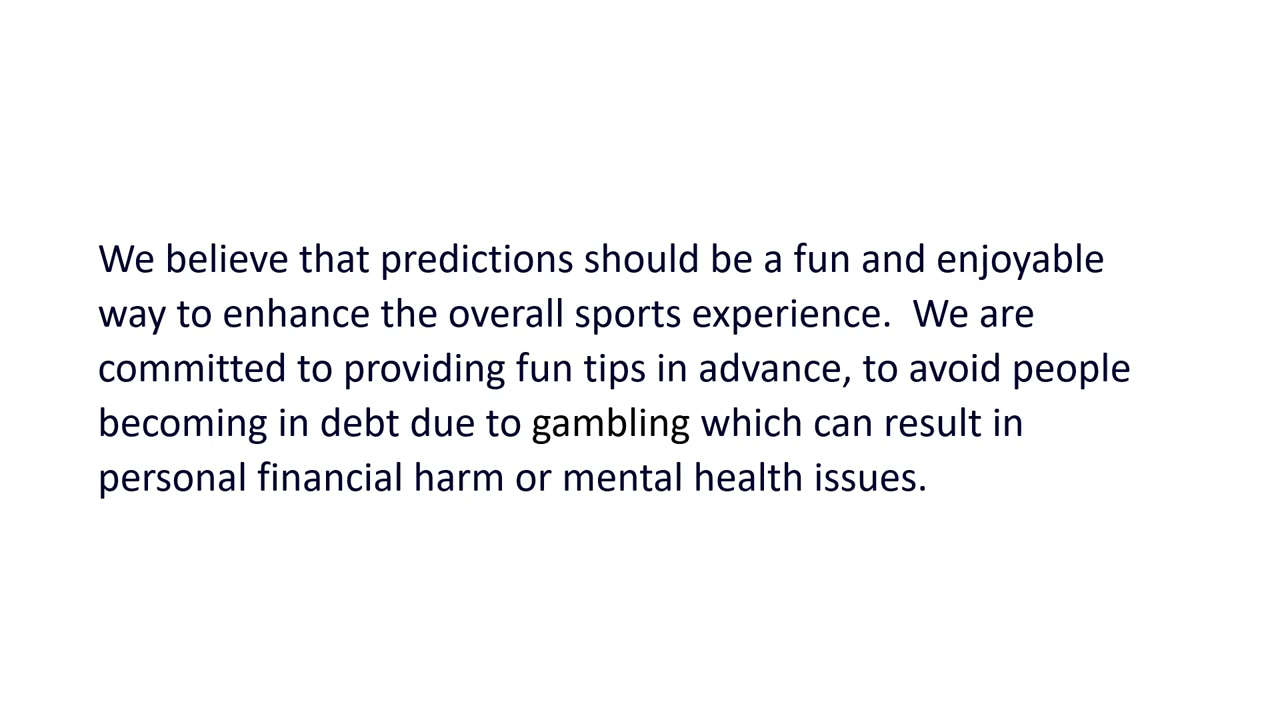 We believe that predictions should be a fun and enjoyable
way to enhance the overall sports experience.  We are
committed to providing fun tips in advance, to avoid people
becoming in debt due to gambling which can result in
personal financial harm or mental health issues.